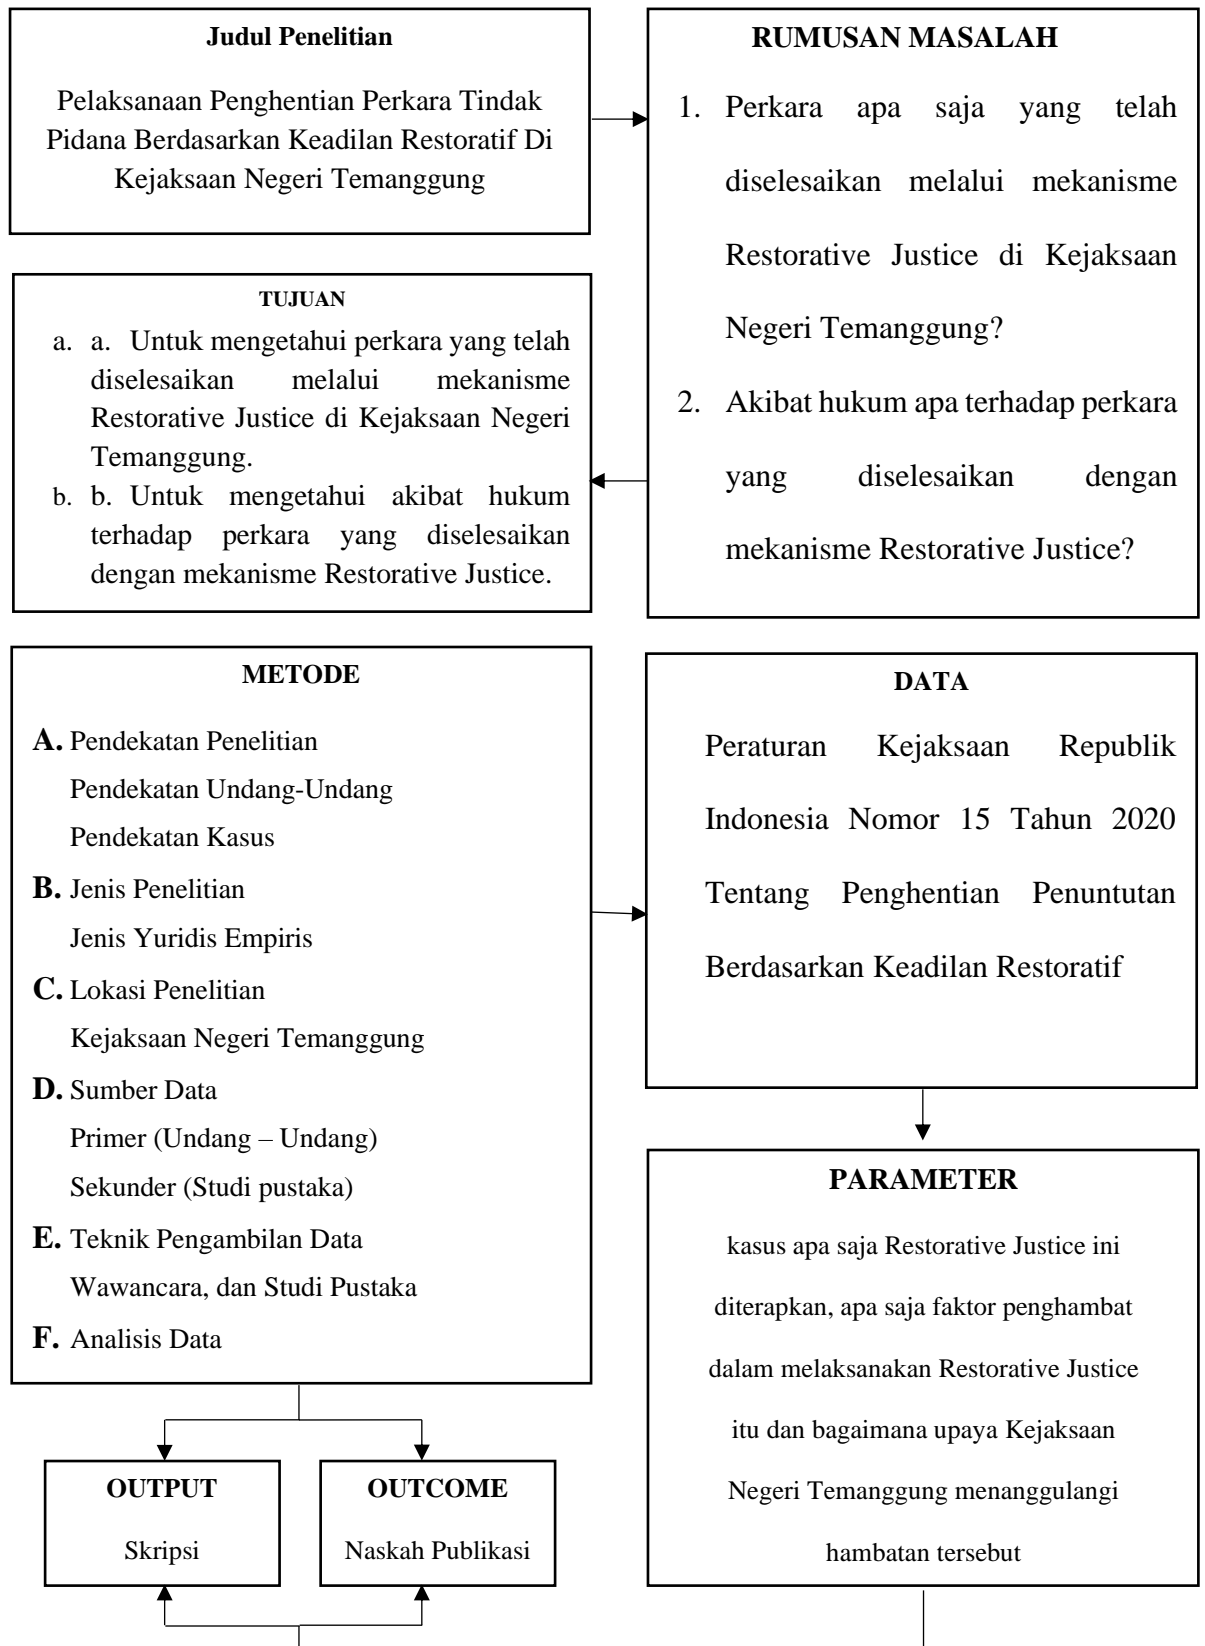 Judul Penelitian
Pelaksanaan Penghentian Perkara Tindak
Pidana Berdasarkan Keadilan Restoratif Di
Kejaksaan Negeri Temanggung
RUMUSAN MASALAH
1. Perkara apa saja yang telah
diselesaikan melalui mekanisme
Restorative Justice di Kejaksaan
Negeri Temanggung?
2. Akibat hukum apa terhadap perkara
yang diselesaikan dengan
mekanisme Restorative Justice?
TUJUAN
a. a. Untuk mengetahui perkara yang telah
diselesaikan melalui mekanisme
Restorative Justice di Kejaksaan Negeri
Temanggung.
b. b. Untuk mengetahui akibat hukum
terhadap perkara yang diselesaikan
dengan mekanisme Restorative Justice.
METODE
A. Pendekatan Penelitian
Pendekatan Undang-Undang
Pendekatan Kasus
B. Jenis Penelitian
Jenis Yuridis Empiris
C. Lokasi Penelitian
Kejaksaan Negeri Temanggung
D. Sumber Data
Primer (Undang – Undang)
Sekunder (Studi pustaka)
E. Teknik Pengambilan Data
Wawancara, dan Studi Pustaka
F. Analisis Data
DATA
Peraturan Kejaksaan Republik
Indonesia Nomor 15 Tahun 2020
Tentang Penghentian Penuntutan
Berdasarkan Keadilan Restoratif
PARAMETER
kasus apa saja Restorative Justice ini
diterapkan, apa saja faktor penghambat
dalam melaksanakan Restorative Justice
itu dan bagaimana upaya Kejaksaan
Negeri Temanggung menanggulangi
hambatan tersebut
OUTPUT
Skripsi
OUTCOME
Naskah Publikasi